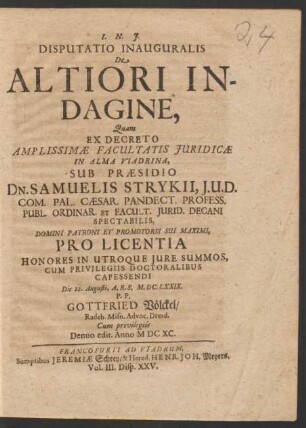 2,4
I. N. J.
DISPUTATIO INAUGURALIS
De
ALTIORI IN-
DAGINE,
Quam
EX DECRETO
AMPLISSIMÆ FACULTATIS JURIDICÆ
IN ALMA VIADRINA,
SUB PRÆSIDIO
DN. SAMUELIS STRYKII, J.U.D.
COM. PAL. CÆSAR. PANDECT. PROFESS.
PUBL. ORDINAR. ET FACULT. JURID. DECANI
SPECTABILIS,
DOMINI PATRONI ET PROMOTORIS SUI MAXIMI,
PRO LICENTIA
HONORES IN UTROQUE JURE SUMMOS,
CUM PRIVILEGIIS DOCTORALIBUS
CAPESSENDI
Die 22. Augusti, A.R.S. M.DC.LXXIX.
P. P.
GOTTFRIED Völckel/
Radeb. Misn. Advoc. Dresd.
Cum privilegiis
Denuo edit. Anno M DC XC.
FRANCOFURTI AD VIADRUM,
Sumptibus JEREMIÆ Schrey/ & Hered. HENR. JOH. Meyers,
Vol. III. Disp. XXV.